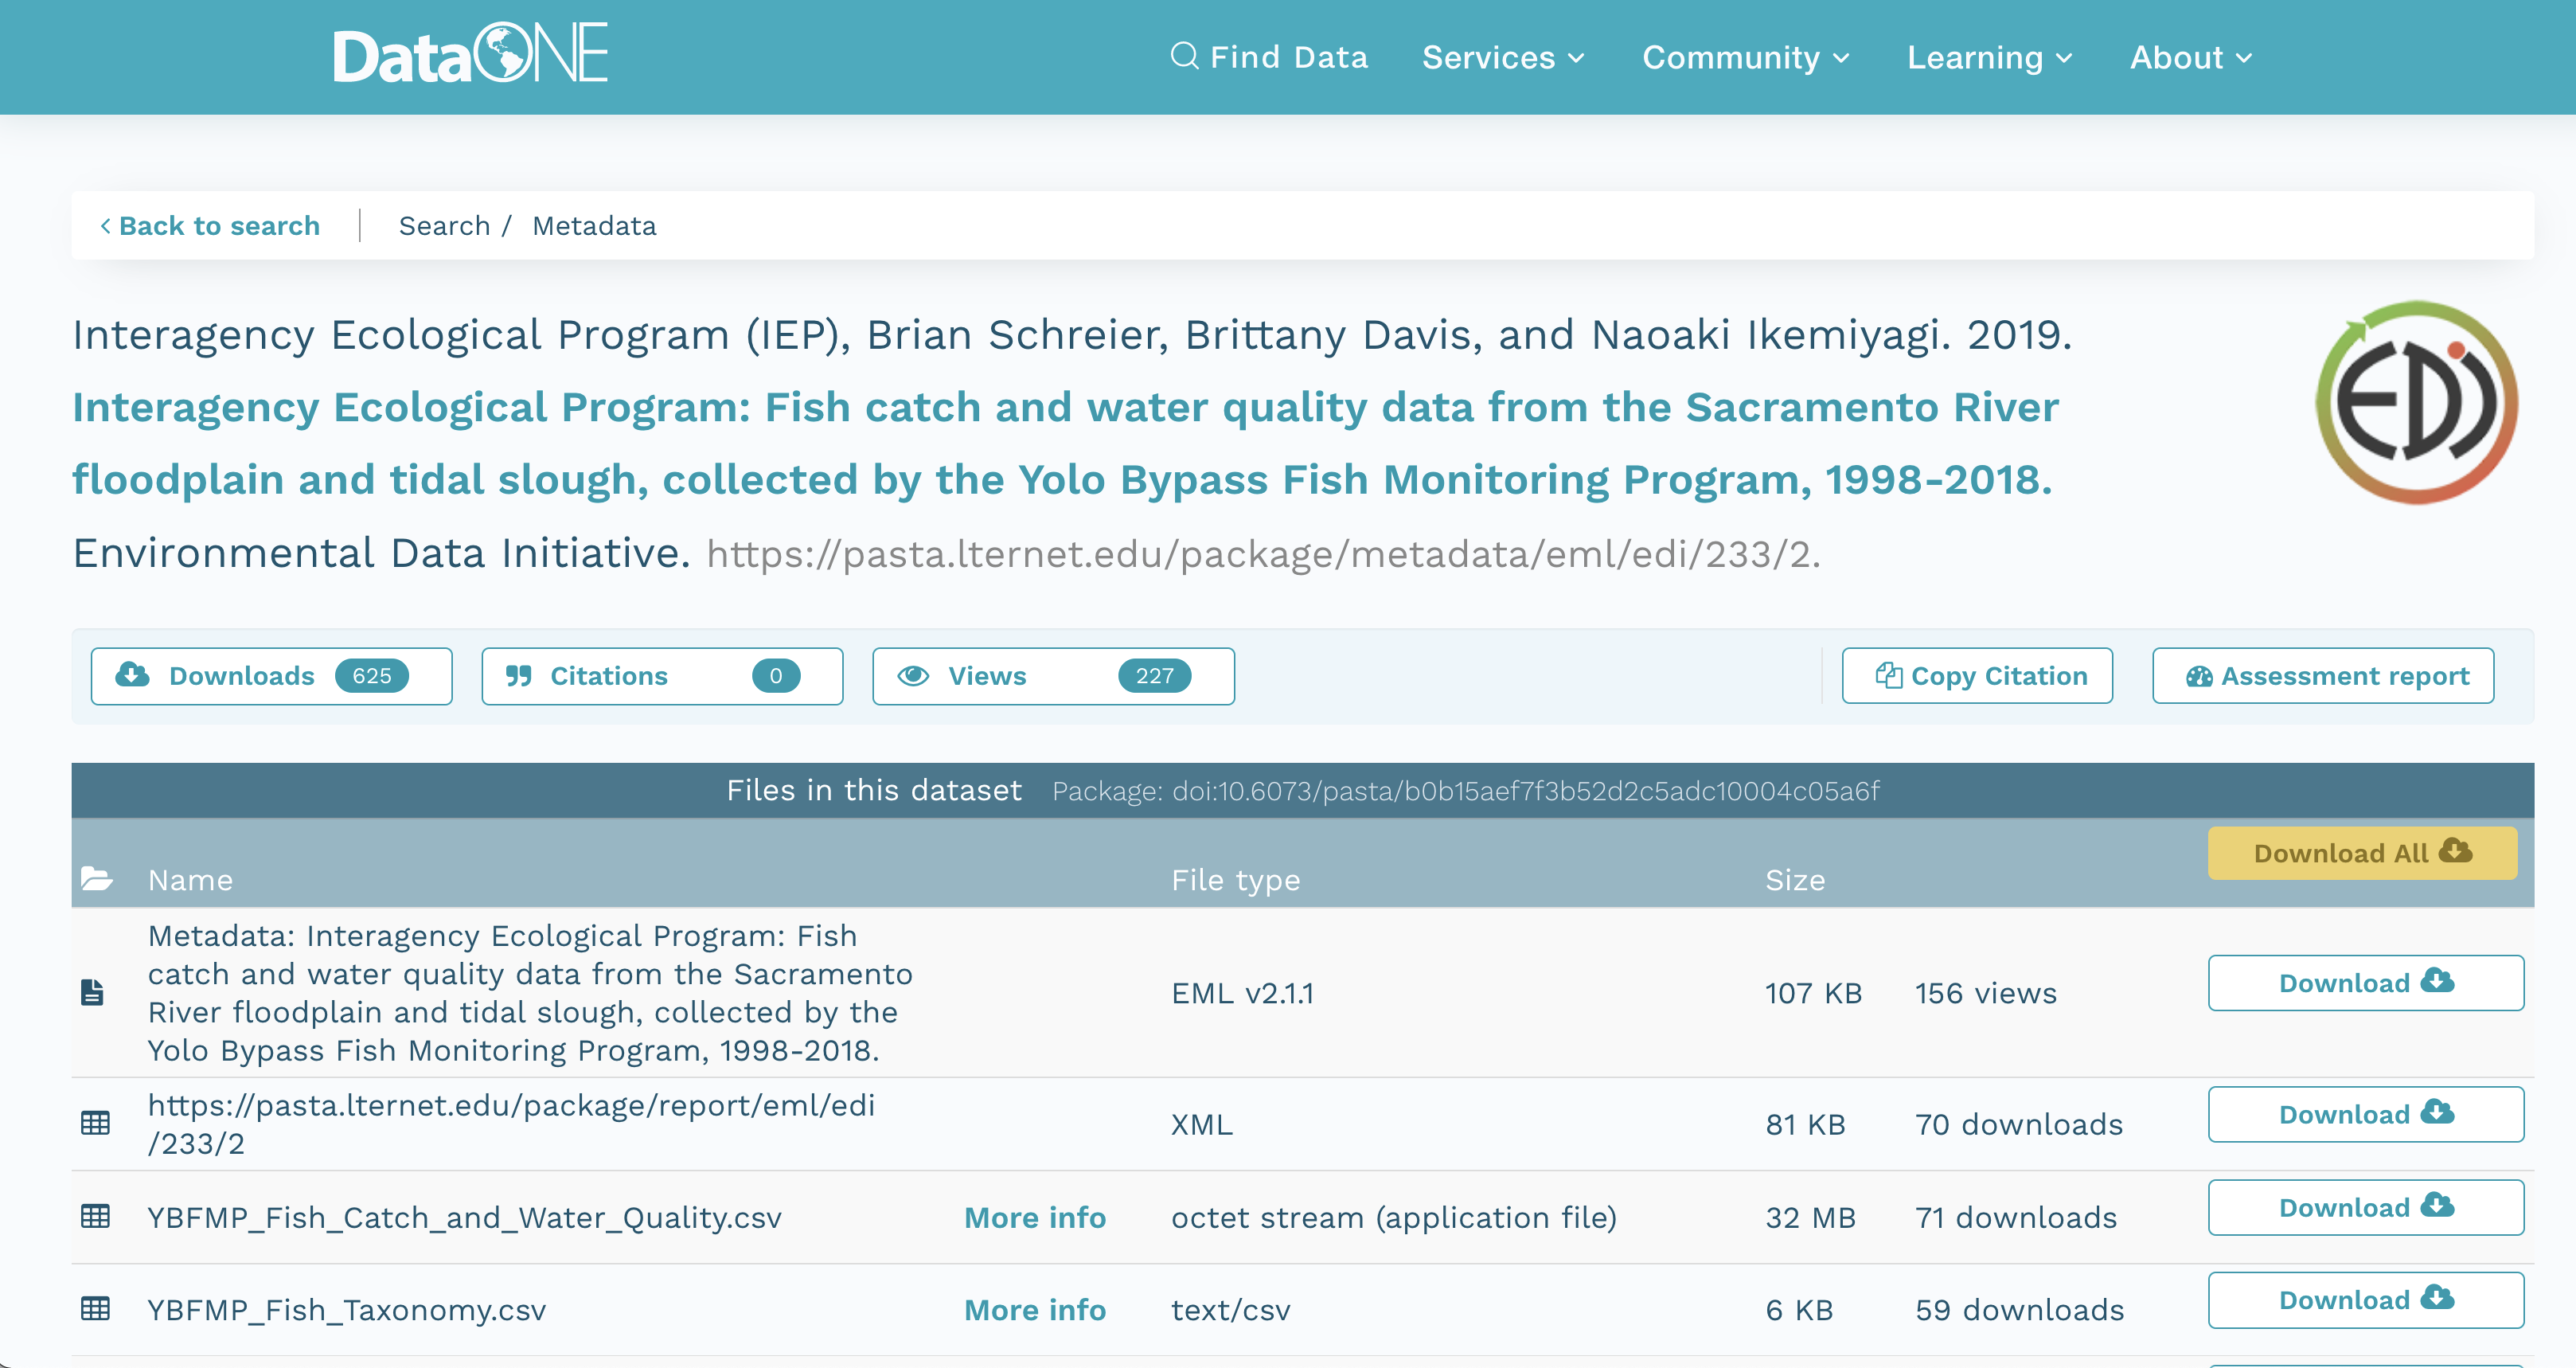 DataONE
Find Data
Services
Community
Learning
About
Back to search
Search / Metadata
Interagency Ecological Program (IEP), Brian Schreier, Brittany Davis, and Naoaki Ikemiyagi. 2019.
Interagency Ecological Program: Fish catch and water quality data from the Sacramento River
floodplain and tidal slough, collected by the Yolo Bypass Fish Monitoring Program, 1998-2018.
Environmental Data Initiative. https://pasta.lternet.edu/package/metadata/eml/edi/233/2.
EDI
Downloads 625
Citations 0
Views 227
Copy Citation
Assessment report
Files in this dataset Package: doi:10.6073/pasta/b0b15aef7f3b52d2c5adc10004c05a6f
Name File type Size Download All
Metadata: Interagency Ecological Program: Fish
catch and water quality data from the Sacramento
River floodplain and tidal slough, collected by the
Yolo Bypass Fish Monitoring Program, 1998-2018.
EML v2.1.1 107 KB 156 views Download
https://pasta.lternet.edu/package/report/eml/edi
/233/2
XML 81 KB 70 downloads Download
YBFMP_Fish_Catch_and_Water_Quality.csv More info octet stream (application file) 32 MB 71 downloads Download
YBFMP_Fish_Taxonomy.csv More info text/csv 6 KB 59 downloads Download